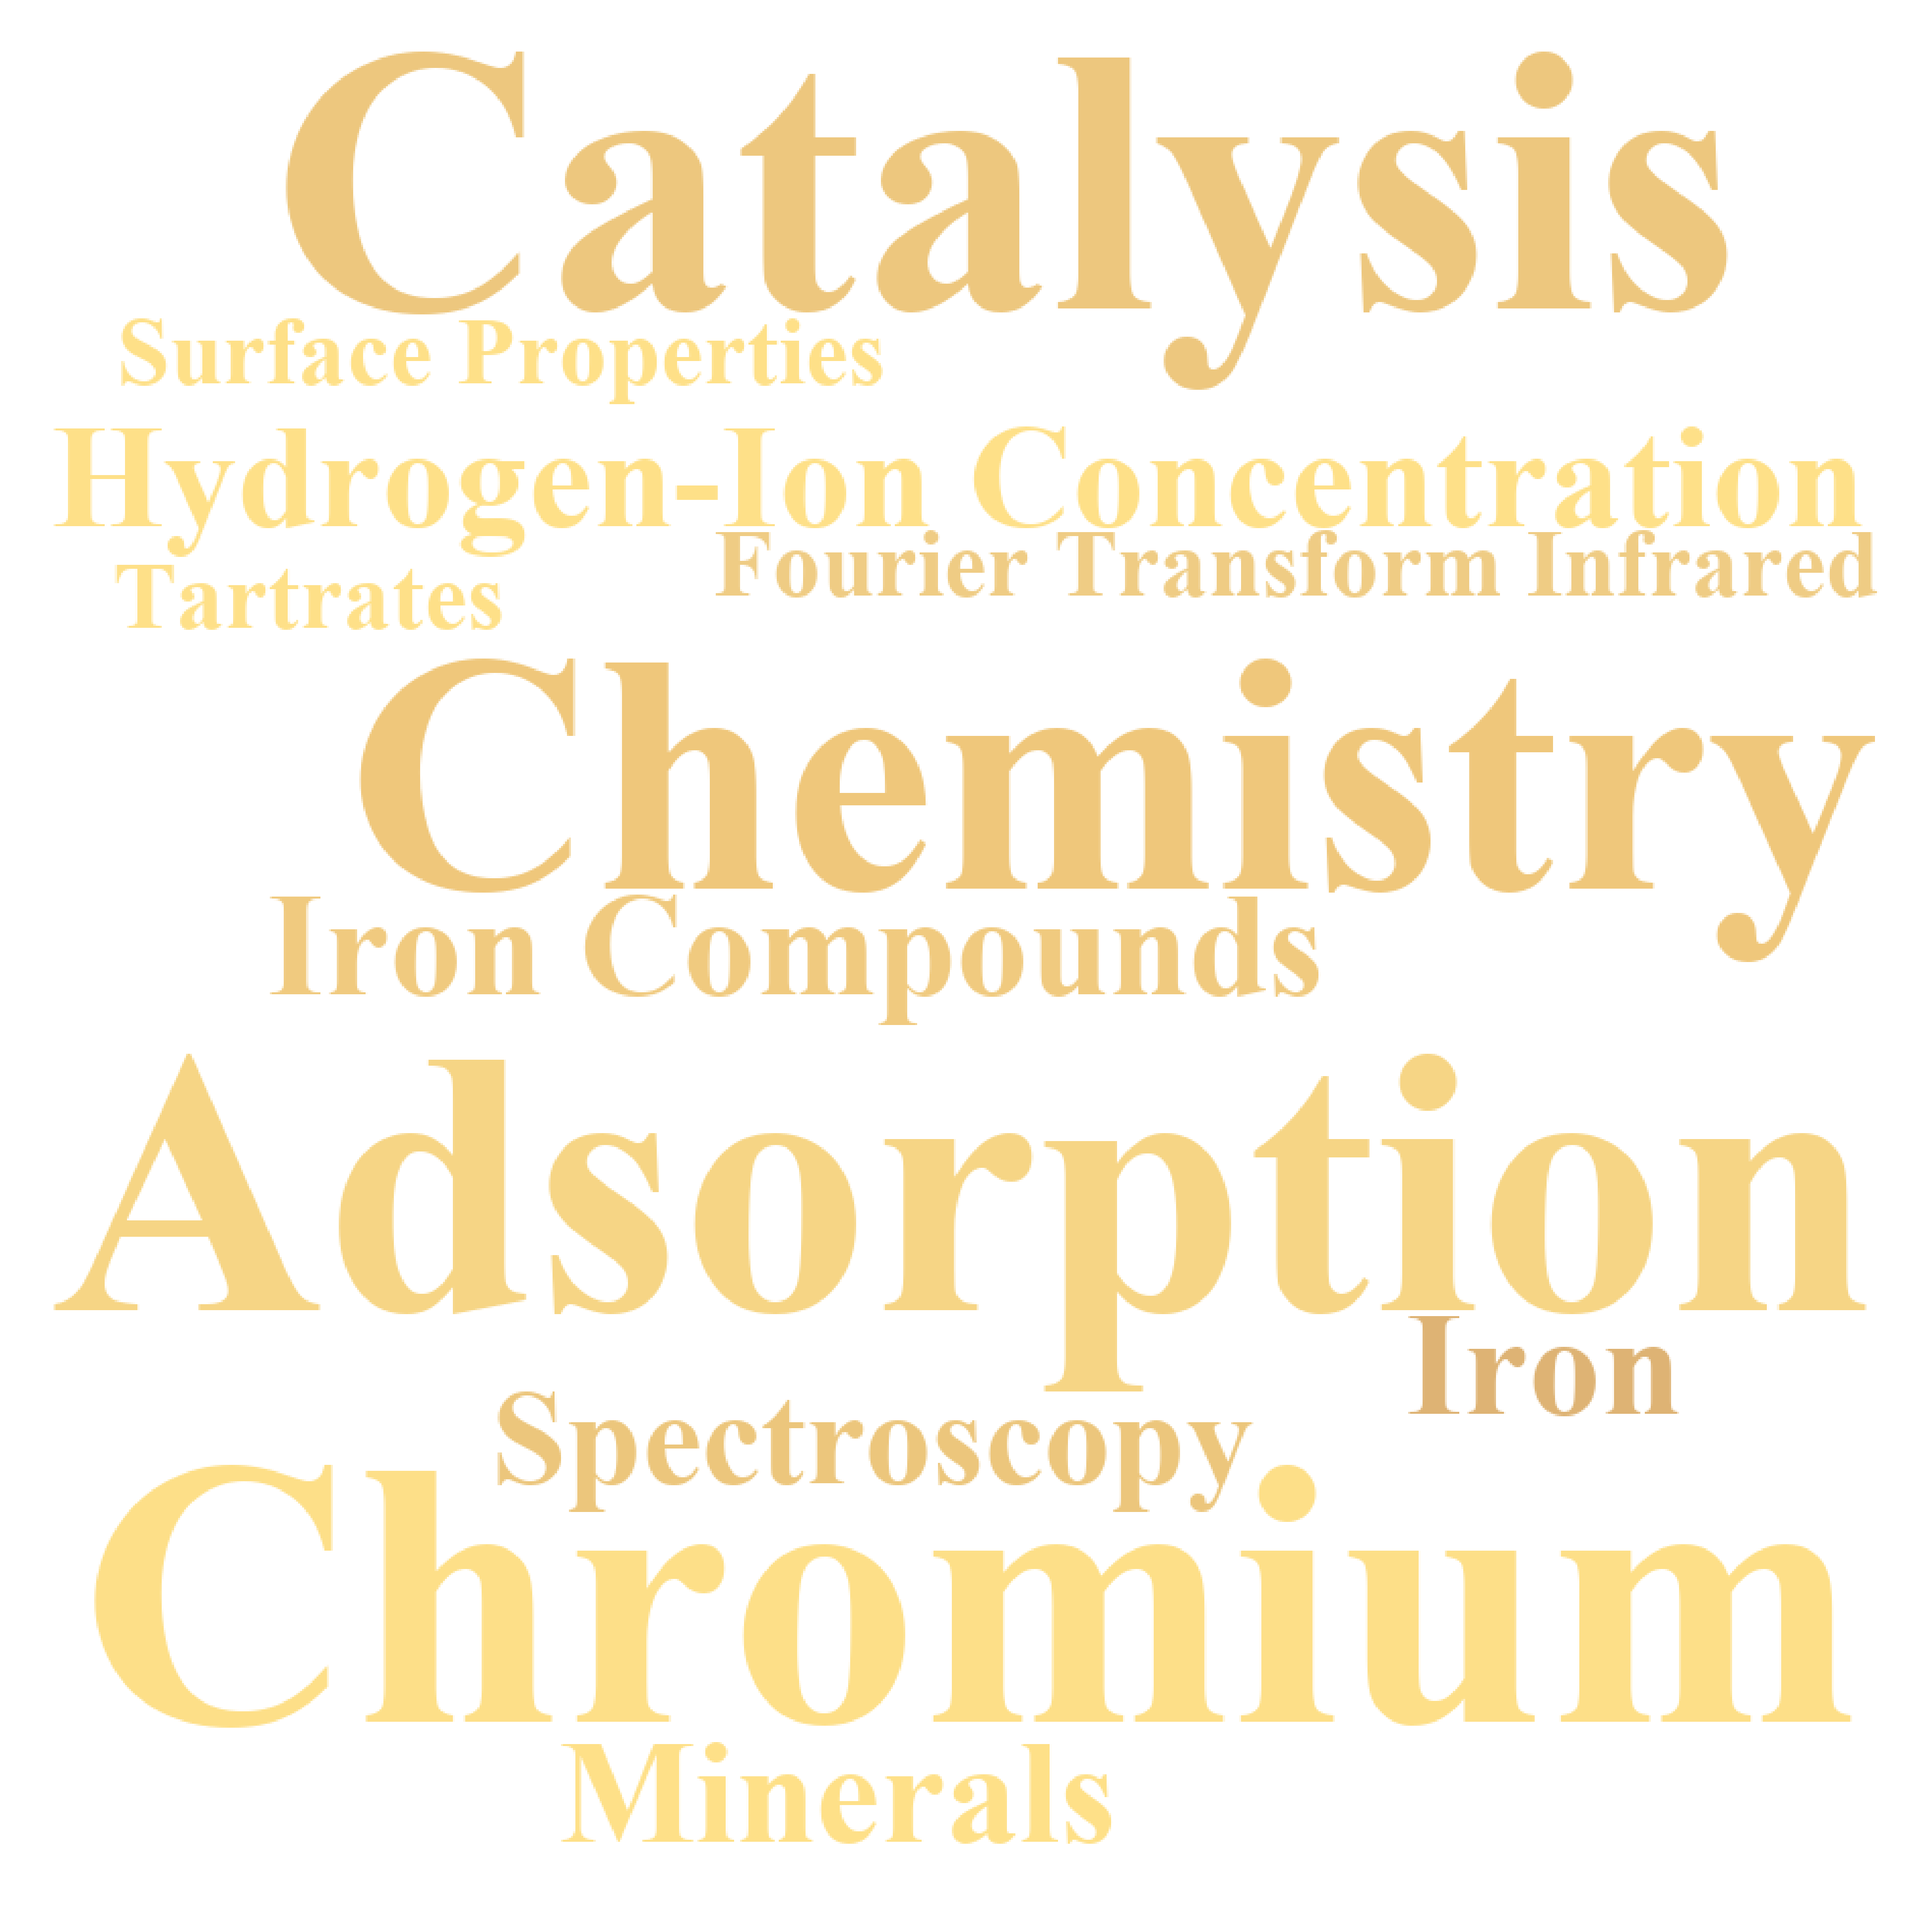 Catalysis
Surface Properties
Hydrogen-Ion Concentration
Fourier Transform Infrared
Tartrates
Chemistry
Iron Compounds
Adsorption
Iron
Spectroscopy
Chromium
Minerals